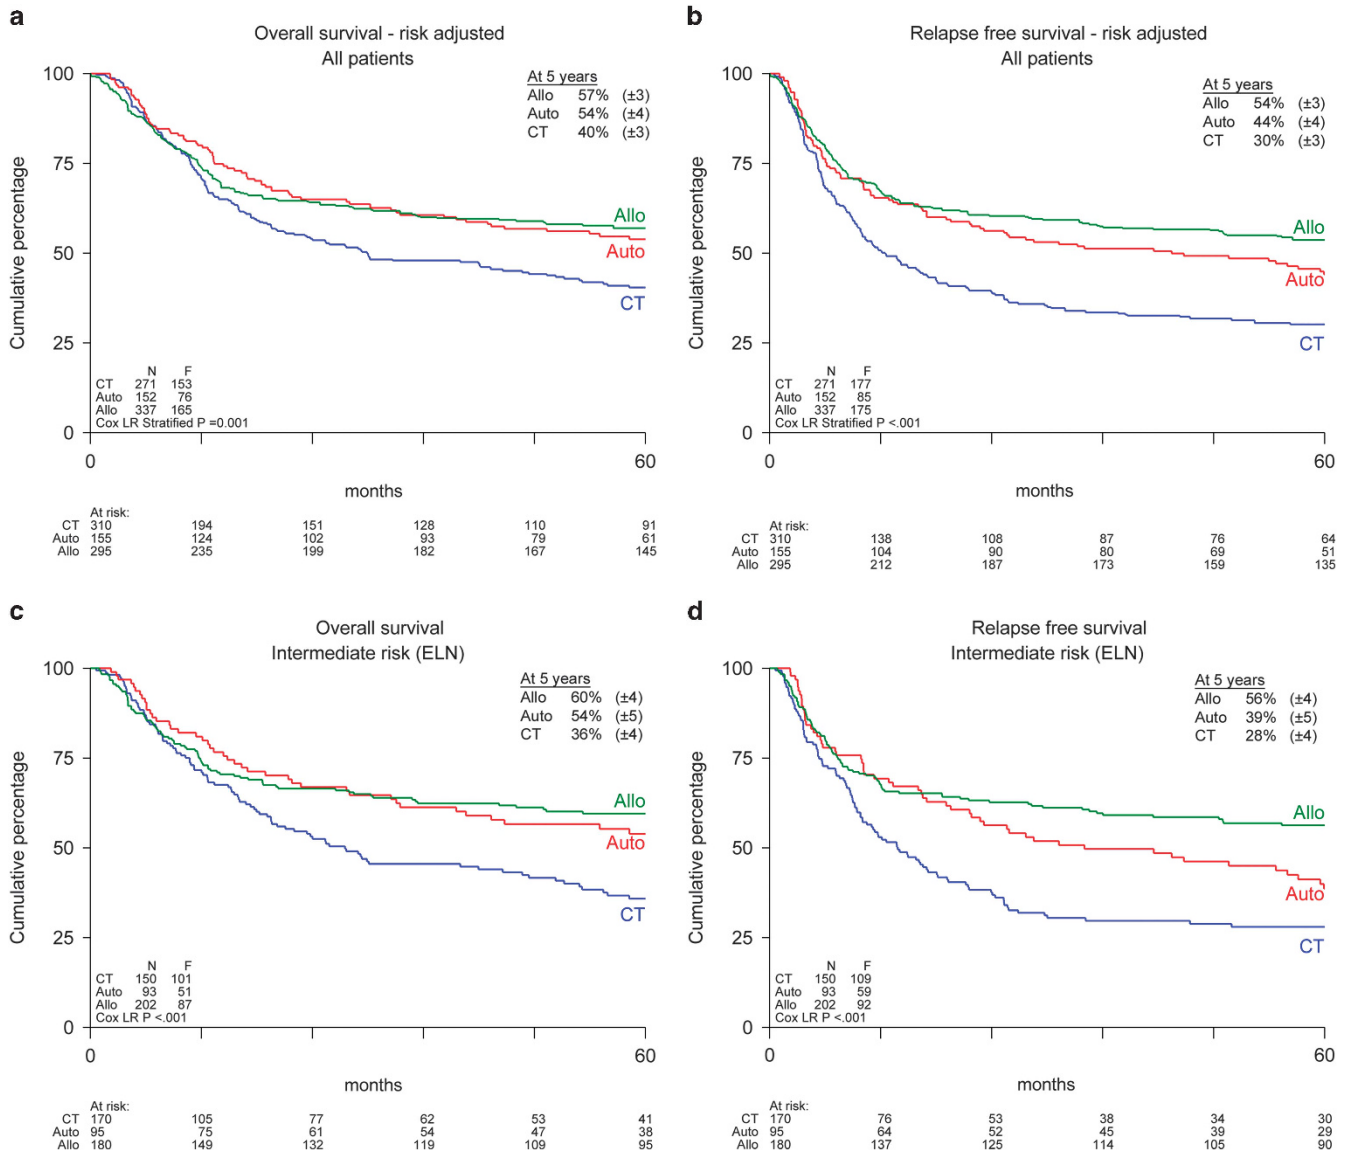 a
Overall survival - risk adjusted
All patients
At 5 years
Allo 57% (±3)
Auto 54% (±4)
CT 40% (±3)
Cumulative percentage
100
75
50
25
0
Allo
Auto
CT
N F
CT 271 153
Auto 152 76
Allo 337 165
Cox LR Stratified P =0.001
0 60
months
At risk:
CT 310 194 151 128 110 91
Auto 155 124 102 93 79 61
Allo 295 235 199 182 167 145
b
Relapse free survival - risk adjusted
All patients
At 5 years
Allo 54% (±3)
Auto 44% (±4)
CT 30% (±3)
Cumulative percentage
100
75
50
25
0
Allo
Auto
CT
N F
CT 271 177
Auto 152 85
Allo 337 175
Cox LR Stratified P <.001
0 60
months
At risk:
CT 310 138 108 87 76 64
Auto 155 104 90 80 69 51
Allo 295 212 187 173 159 135
c
Overall survival
Intermediate risk (ELN)
At 5 years
Allo 60% (±4)
Auto 54% (±5)
CT 36% (±4)
Cumulative percentage
100
75
50
25
0
Allo
Auto
CT
N F
CT 150 101
Auto 93 51
Allo 202 87
Cox LR P <.001
0 60
months
At risk:
CT 170 105 77 62 53 41
Auto 95 75 61 54 47 38
Allo 180 149 132 119 109 95
d
Relapse free survival
Intermediate risk (ELN)
At 5 years
Allo 56% (±4)
Auto 39% (±5)
CT 28% (±4)
Cumulative percentage
100
75
50
25
0
Allo
Auto
CT
N F
CT 150 109
Auto 93 59
Allo 202 92
Cox LR P <.001
0 60
months
At risk:
CT 170 76 53 38 34 30
Auto 95 64 52 45 39 29
Allo 180 137 125 114 105 90